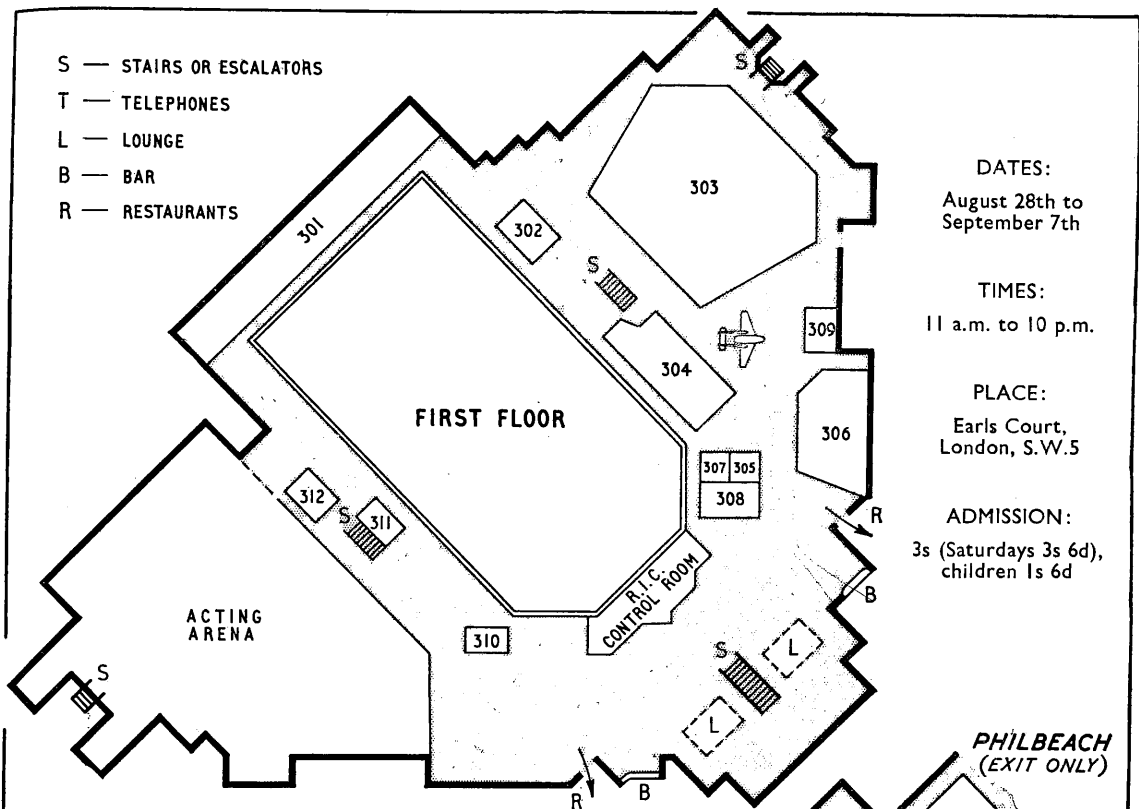 S — STAIRS OR ESCALATORS
T — TELEPHONES
L — LOUNGE
B — BAR
R — RESTAURANTS
S
303
301
302
S
309
304
FIRST FLOOR
306
307 305
308
312
S
311
R
R.I.C.
CONTROL ROOM
B
ACTING
ARENA
310
S
L
S
L
R
B
DATES:
August 28th to
September 7th
TIMES:
11 a.m. to 10 p.m.
PLACE:
Earls Court,
London, S.W.5
ADMISSION:
3s (Saturdays 3s 6d),
children 1s 6d
PHILBEACH
(EXIT ONLY)